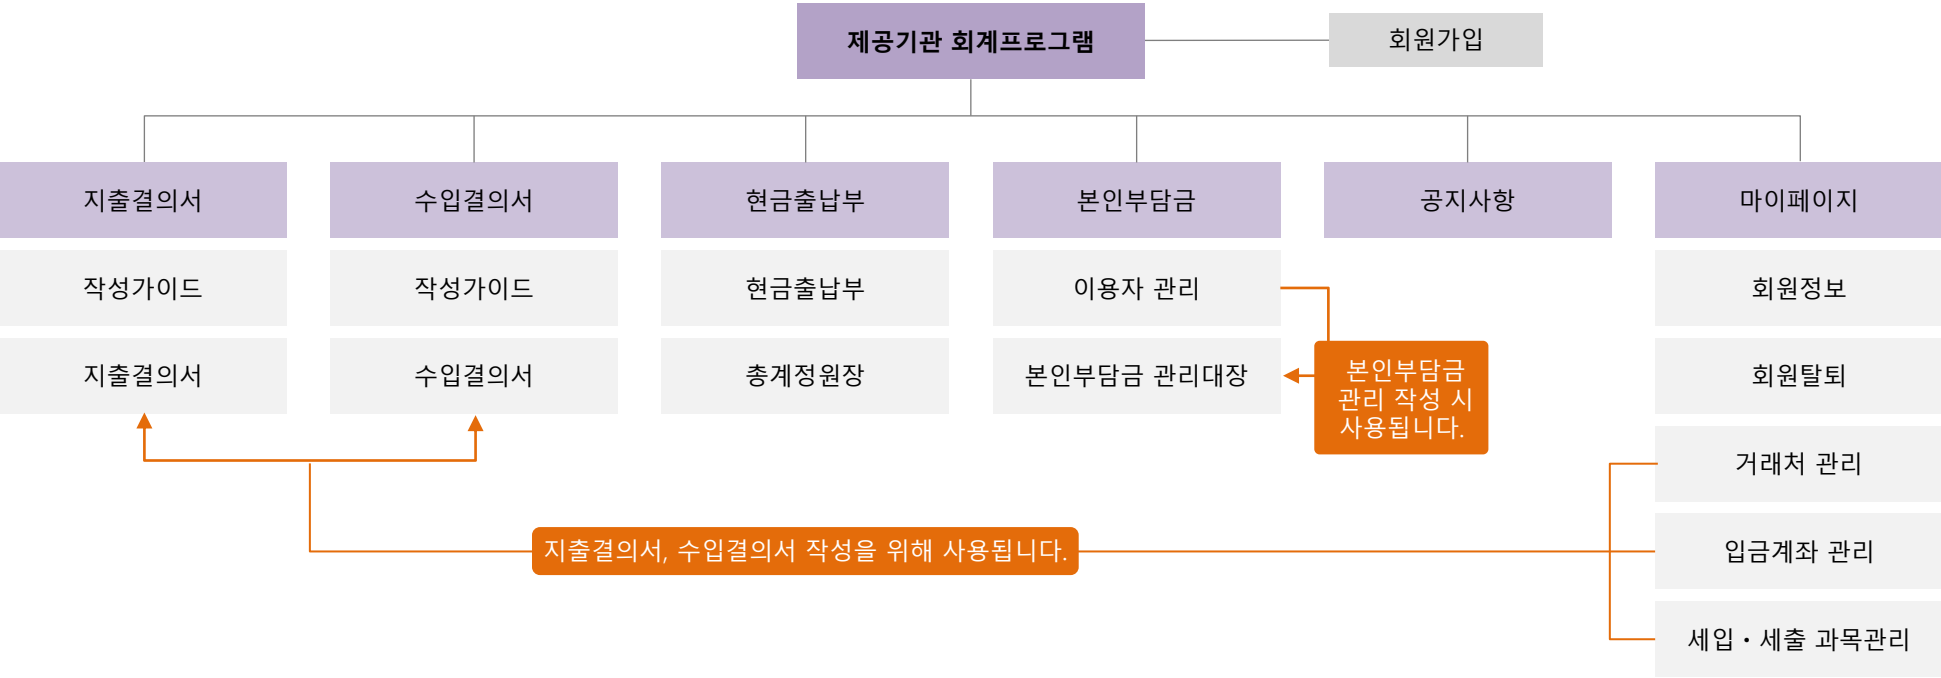 제공기관 회계프로그램
회원가입
지출결의서
수입결의서
현금출납부
본인부담금
공지사항
마이페이지
작성가이드
작성가이드
현금출납부
이용자 관리
회원정보
지출결의서
수입결의서
총계정원장
본인부담금 관리대장
본인부담금
관리 작성 시
사용됩니다.
회원탈퇴
거래처 관리
지출결의서, 수입결의서 작성을 위해 사용됩니다.
입금계좌 관리
세입・세출 과목관리